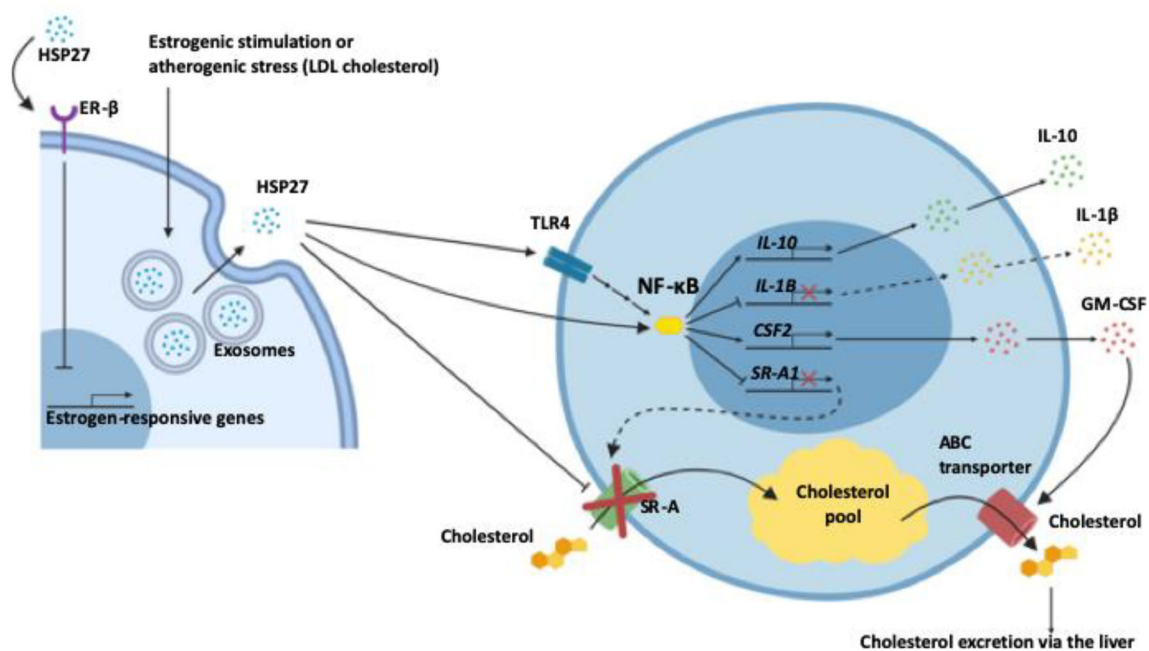 HSP27
Estrogenic stimulation or
atherogenic stress (LDL cholesterol)
ER-β
HSP27
Exosomes
Estrogen-responsive genes
TLR4
NF-κB
IL-10
IL-1B
CSF2
SR-A1
IL-10
IL-1β
GM-CSF
SR-A
Cholesterol
Cholesterol
pool
ABC
transporter
Cholesterol
Cholesterol excretion via the liver